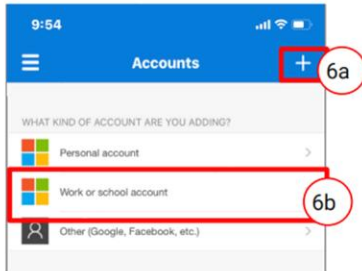 9:54
Accounts
+
6a
WHAT KIND OF ACCOUNT ARE YOU ADDING?
Personal account
Work or school account
6b
Other (Google, Facebook, etc.)